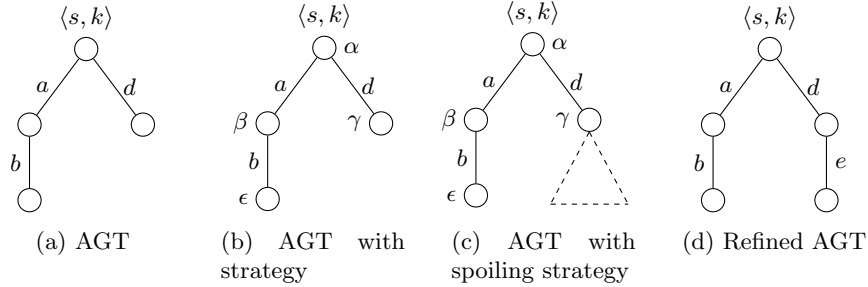 ⟨s, k⟩
a
d
b
(a) AGT
⟨s, k⟩
α
a
d
β
γ
b
ϵ
(b) AGT with
strategy
⟨s, k⟩
α
a
d
β
γ
b
ϵ
(c) AGT with
spoiling strategy
⟨s, k⟩
a
d
b
e
(d) Refined AGT